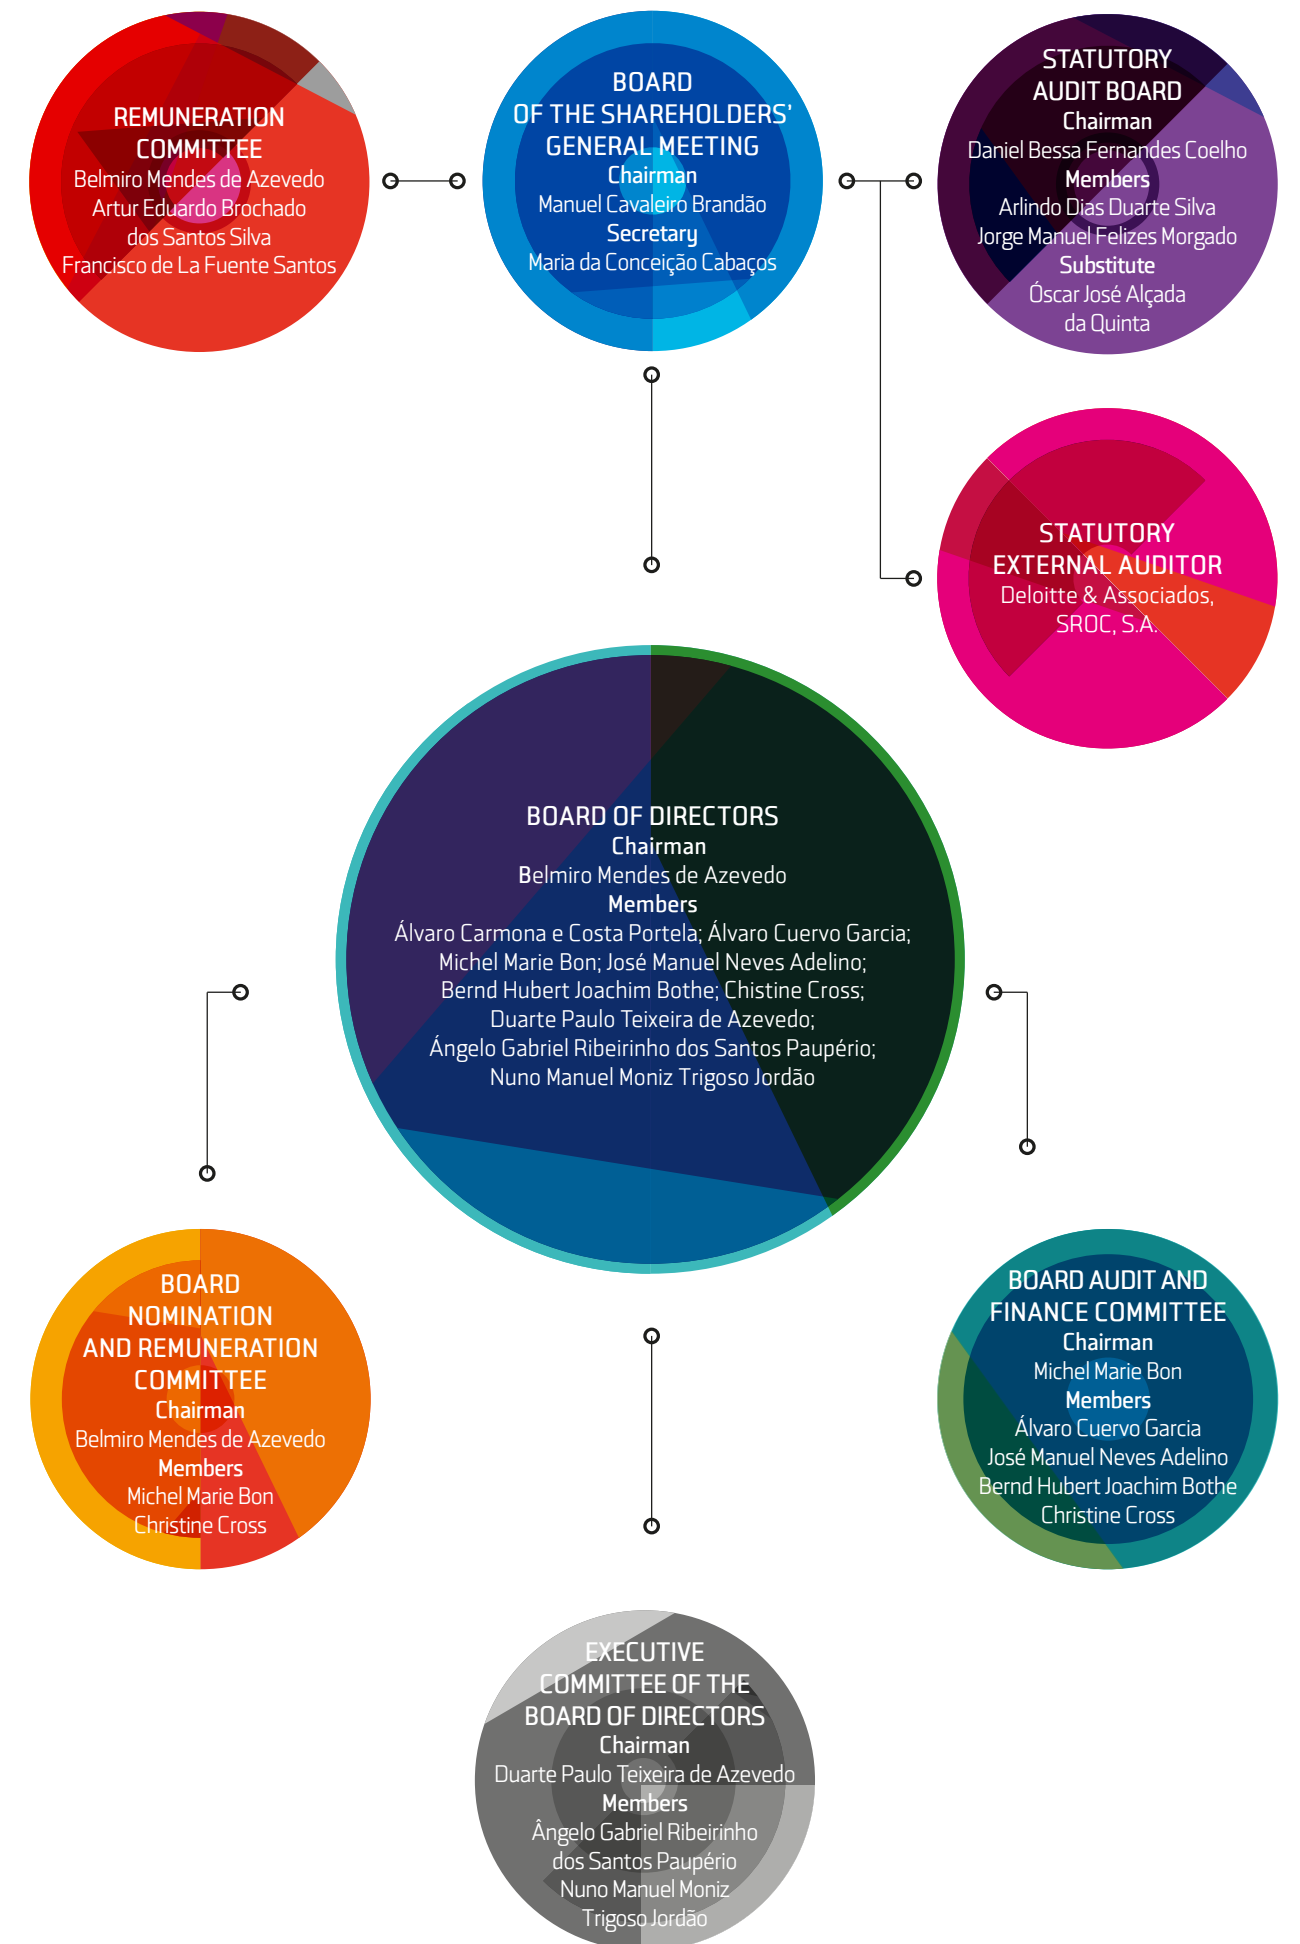 REMUNERATION
COMMITTEE
Belmiro Mendes de Azevedo
Artur Eduardo Brochado
dos Santos Silva
Francisco de La Fuente Santos
BOARD
OF THE SHAREHOLDERS'
GENERAL MEETING
Chairman
Manuel Cavaleiro Brandão
Secretary
Maria da Conceição Cabaços
STATUTORY
AUDIT BOARD
Chairman
Daniel Bessa Fernandes Coelho
Members
Arlindo Dias Duarte Silva
Jorge Manuel Felizes Morgado
Substitute
Óscar José Alçada
da Quinta
STATUTORY
EXTERNAL AUDITOR
Deloitte & Associados,
SROC, S.A.
BOARD OF DIRECTORS
Chairman
Belmiro Mendes de Azevedo
Members
Álvaro Carmona e Costa Portela; Álvaro Cuervo Garcia;
Michel Marie Bon; José Manuel Neves Adelino;
Bernd Hubert Joachim Bothe; Chistine Cross;
Duarte Paulo Teixeira de Azevedo;
Ángelo Gabriel Ribeirinho dos Santos Paupério;
Nuno Manuel Moniz Trigoso Jordão
BOARD
NOMINATION
AND REMUNERATION
COMMITTEE
Chairman
Belmiro Mendes de Azevedo
Members
Michel Marie Bon
Christine Cross
BOARD AUDIT AND
FINANCE COMMITTEE
Chairman
Michel Marie Bon
Members
Álvaro Cuervo Garcia
José Manuel Neves Adelino
Bernd Hubert Joachim Bothe
Christine Cross
EXECUTIVE
COMMITTEE OF THE
BOARD OF DIRECTORS
Chairman
Duarte Paulo Teixeira de Azevedo
Members
Ângelo Gabriel Ribeirinho
dos Santos Paupério
Nuno Manuel Moniz
Trigoso Jordão